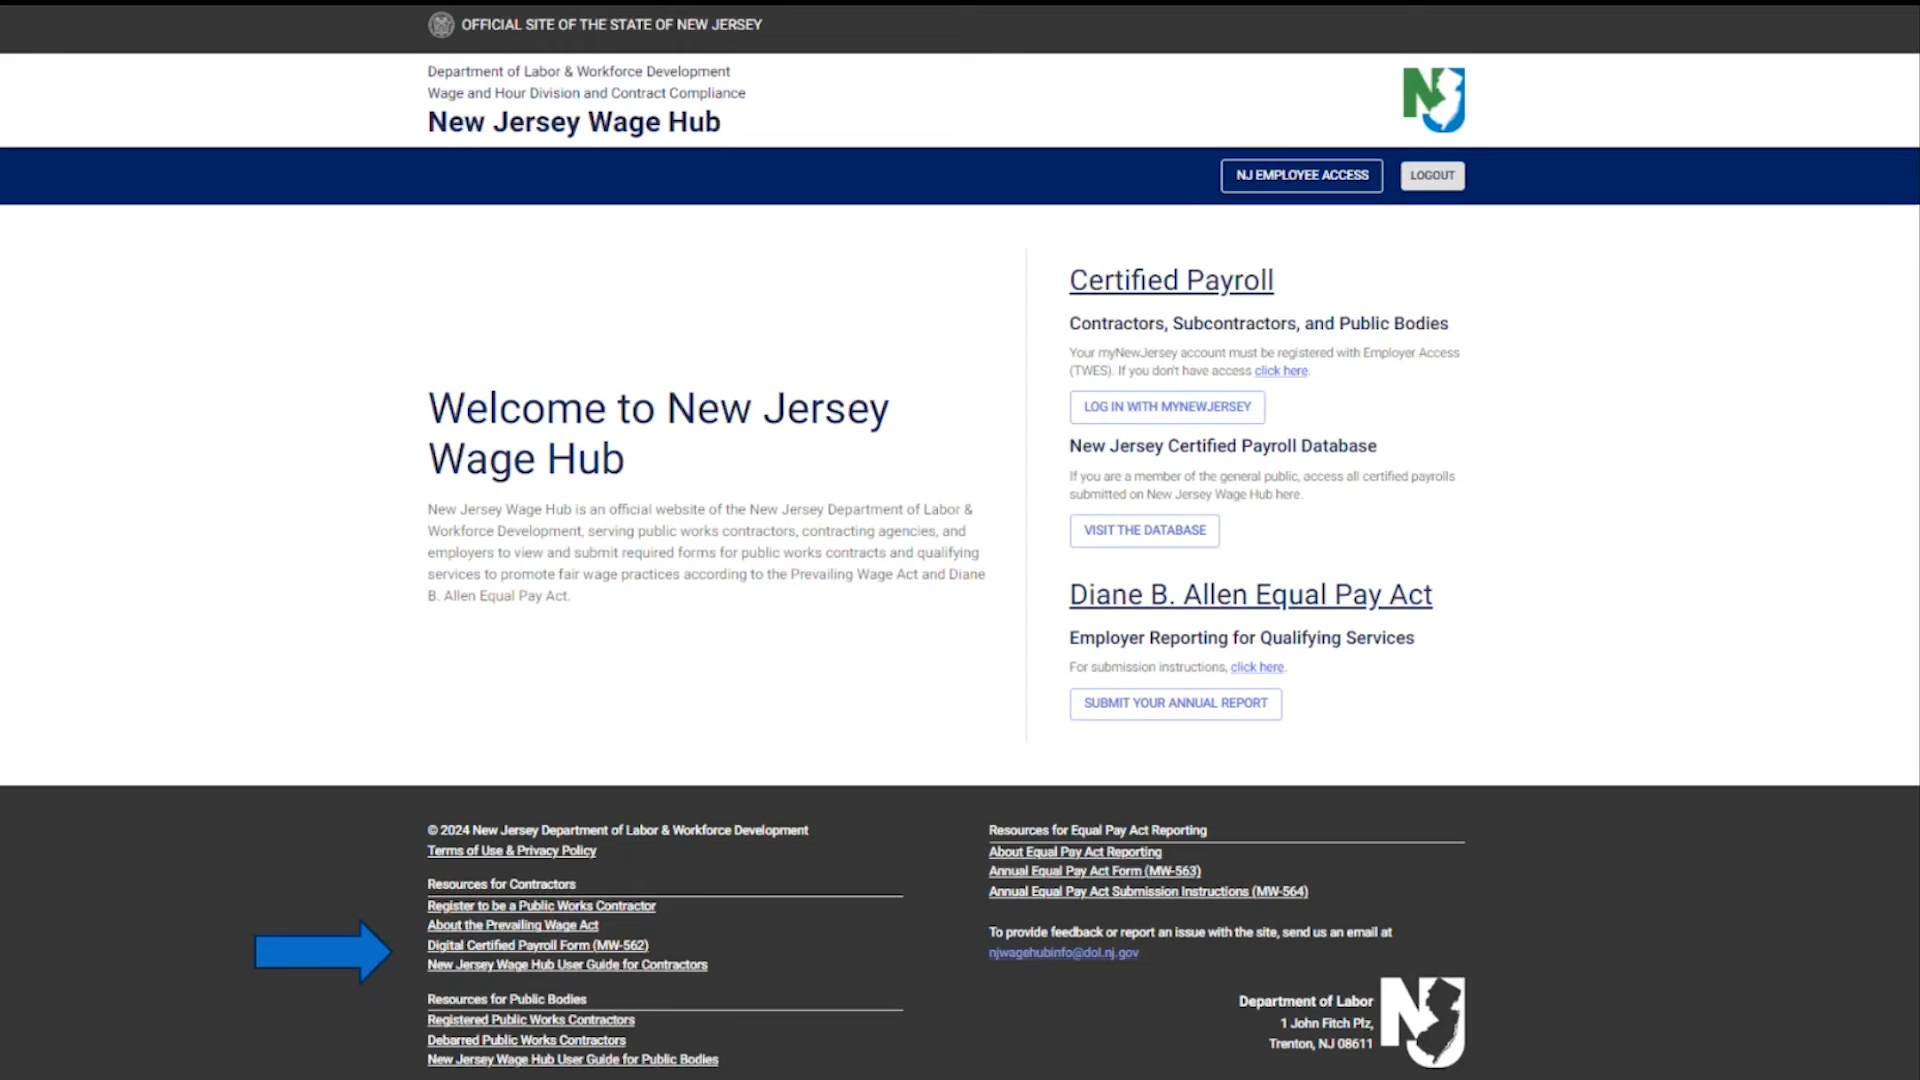 OFFICIAL SITE OF THE STATE OF NEW JERSEY
Department of Labor & Workforce Development
Wage and Hour Division and Contract Compliance
New Jersey Wage Hub
NJ
NJ EMPLOYEE ACCESS
LOGOUT
Welcome to New Jersey
Wage Hub
New Jersey Wage Hub is an official website of the New Jersey Department of Labor &
Workforce Development, serving public works contractors, contracting agencies, and
employers to view and submit required forms for public works contracts and qualifying
services to promote fair wage practices according to the Prevailing Wage Act and Diane
B. Allen Equal Pay Act.
Certified Payroll
Contractors, Subcontractors, and Public Bodies
Your myNewJersey account must be registered with Employer Access
(TWES). If you don't have access click here.
LOG IN WITH MYNEWJERSEY
New Jersey Certified Payroll Database
If you are a member of the general public, access all certified payrolls
submitted on New Jersey Wage Hub here.
VISIT THE DATABASE
Diane B. Allen Equal Pay Act
Employer Reporting for Qualifying Services
For submission instructions, click here.
SUBMIT YOUR ANNUAL REPORT
© 2024 New Jersey Department of Labor & Workforce Development
Terms of Use & Privacy Policy
Resources for Contractors
Register to be a Public Works Contractor
About the Prevailing Wage Act
Digital Certified Payroll Form (MW-562)
New Jersey Wage Hub User Guide for Contractors
Resources for Public Bodies
Registered Public Works Contractors
Debarred Public Works Contractors
New Jersey Wage Hub User Guide for Public Bodies
Resources for Equal Pay Act Reporting
About Equal Pay Act Reporting
Annual Equal Pay Act Form (MW-563)
Annual Equal Pay Act Submission Instructions (MW-564)
To provide feedback or report an issue with the site, send us an email at
njwagehubinfo@dol.nj.gov
Department of Labor
1 John Fitch Plz,
Trenton, NJ 08611
NJ